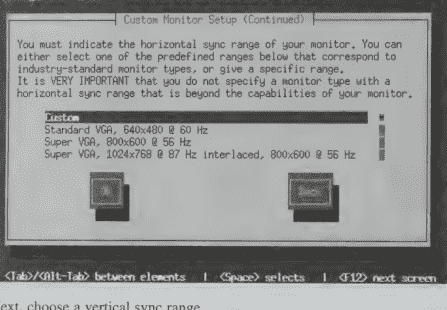 Custom Monitor Setup (Continued)
You must indicate the horizontal sync range of your monitor. You can
either select one of the predefined ranges below that correspond to
industry-standard monitor types, or give a specific range.
It is VERY IMPORTANT that you do not specify a monitor type with a
horizontal sync range that is beyond the capabilities of your monitor.
Custom
Standard VGA, 640x480 @ 60 Hz
Super VGA, 800x600 @ 56 Hz
Super VGA, 1024x768 @ 87 Hz interlaced, 800x600 @ 56 Hz
<Tab>/<Alt-Tab> between elements | <Space> selects | <F12> next screen
ext, choose a vertical sync range